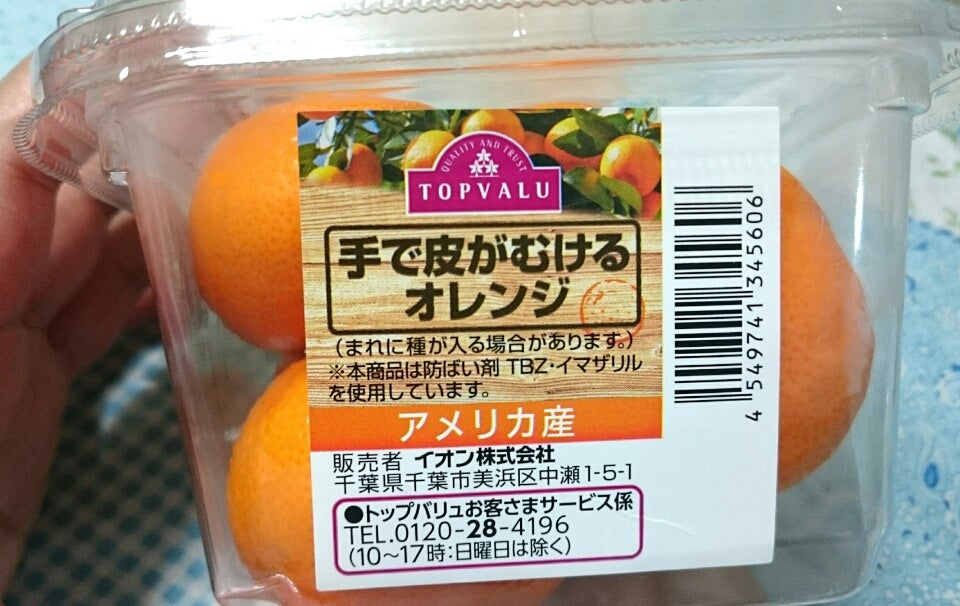 QUALITY AND TRUST
TOPVALU
手で皮がむける
オレンジ
(まれに種が入る場合があります。)
※本商品は防ばい剤 TBZ・イマザリル
を使用しています。
アメリカ産
販売者 イオン株式会社
千葉県千葉市美浜区中瀬1-5-1
●トップバリュお客さまサービス係
TEL.0120-28-4196
(10～17時:日曜日は除く)
4 549741 345606